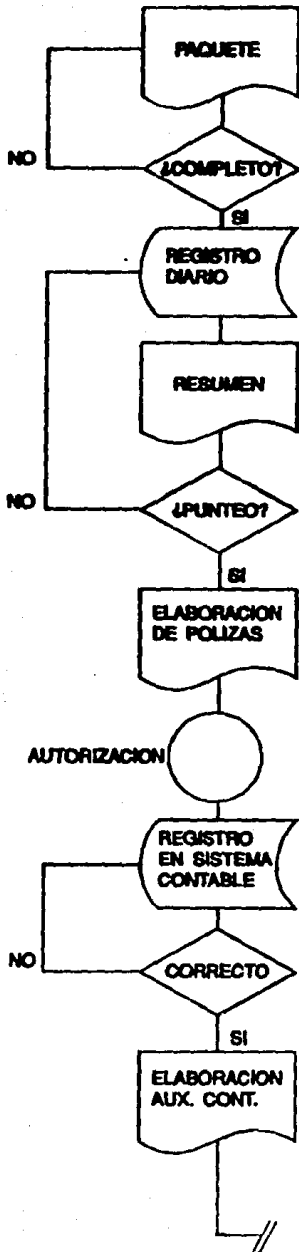 PAQUETE
NO
¿COMPLETO?
SI
REGISTRO
DIARIO
RESUMEN
NO
¿PUNTEO?
SI
ELABORACION
DE POLIZAS
AUTORIZACION
REGISTRO
EN SISTEMA
CONTABLE
NO
CORRECTO
SI
ELABORACION
AUX. CONT.